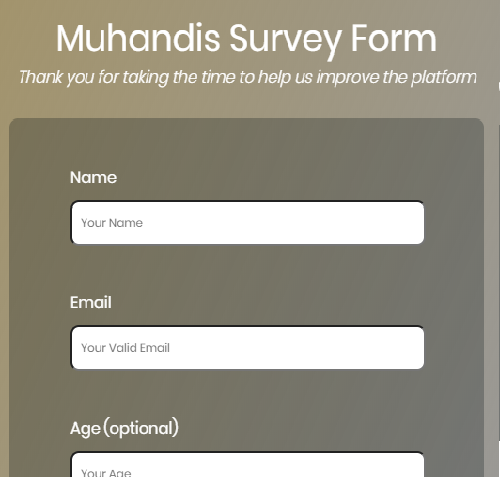 Muhandis Survey Form
Thank you for taking the time to help us improve the platform
Name
Your Name
Email
Your Valid Email
Age (optional)
Your Age